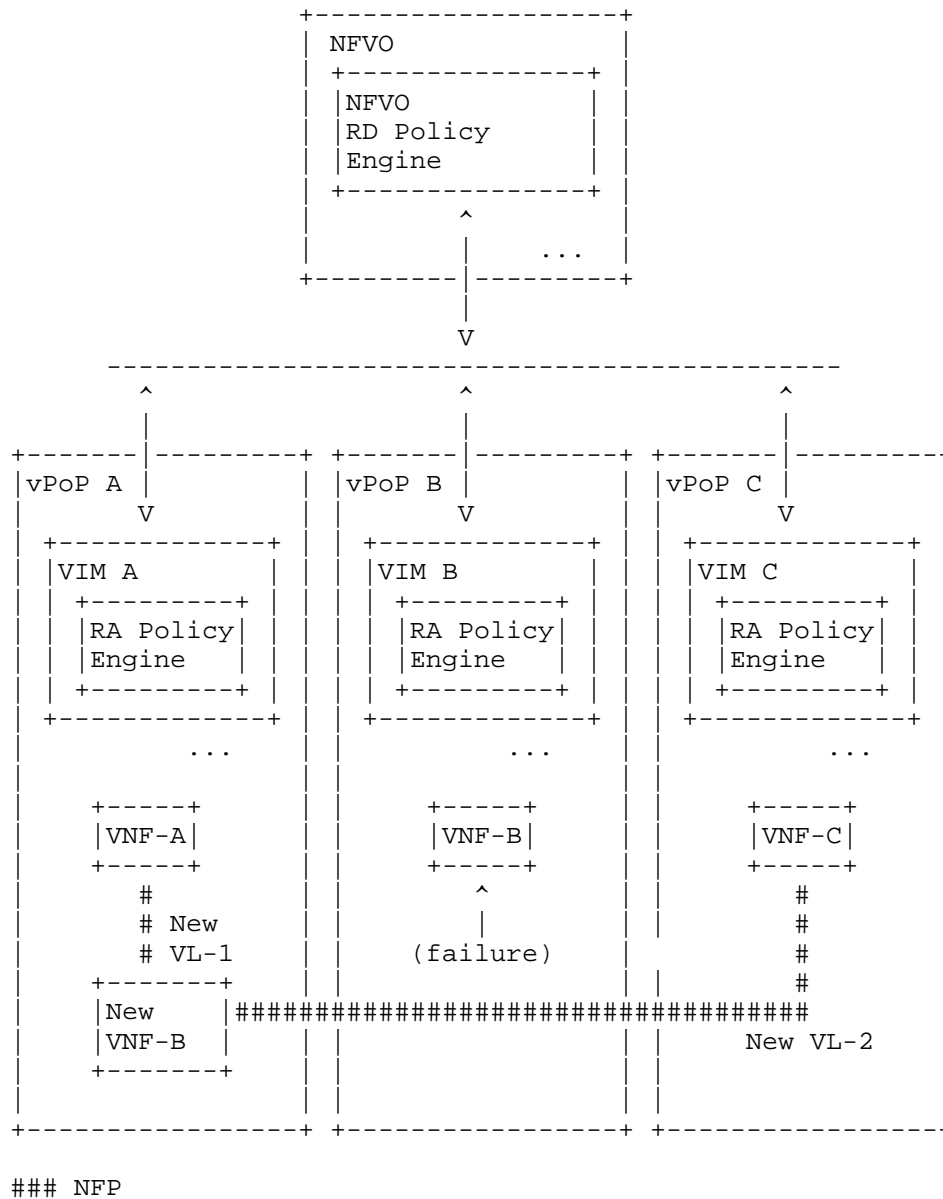 NFVO
NFVO
RD Policy
Engine
...
vPoP A vPoP B vPoP C
VIM A VIM B VIM C
RA Policy RA Policy RA Policy
Engine Engine Engine
... ... ...
VNF-A VNF-B VNF-C
New
VL-1 (failure)
New
VNF-B New VL-2
### NFP